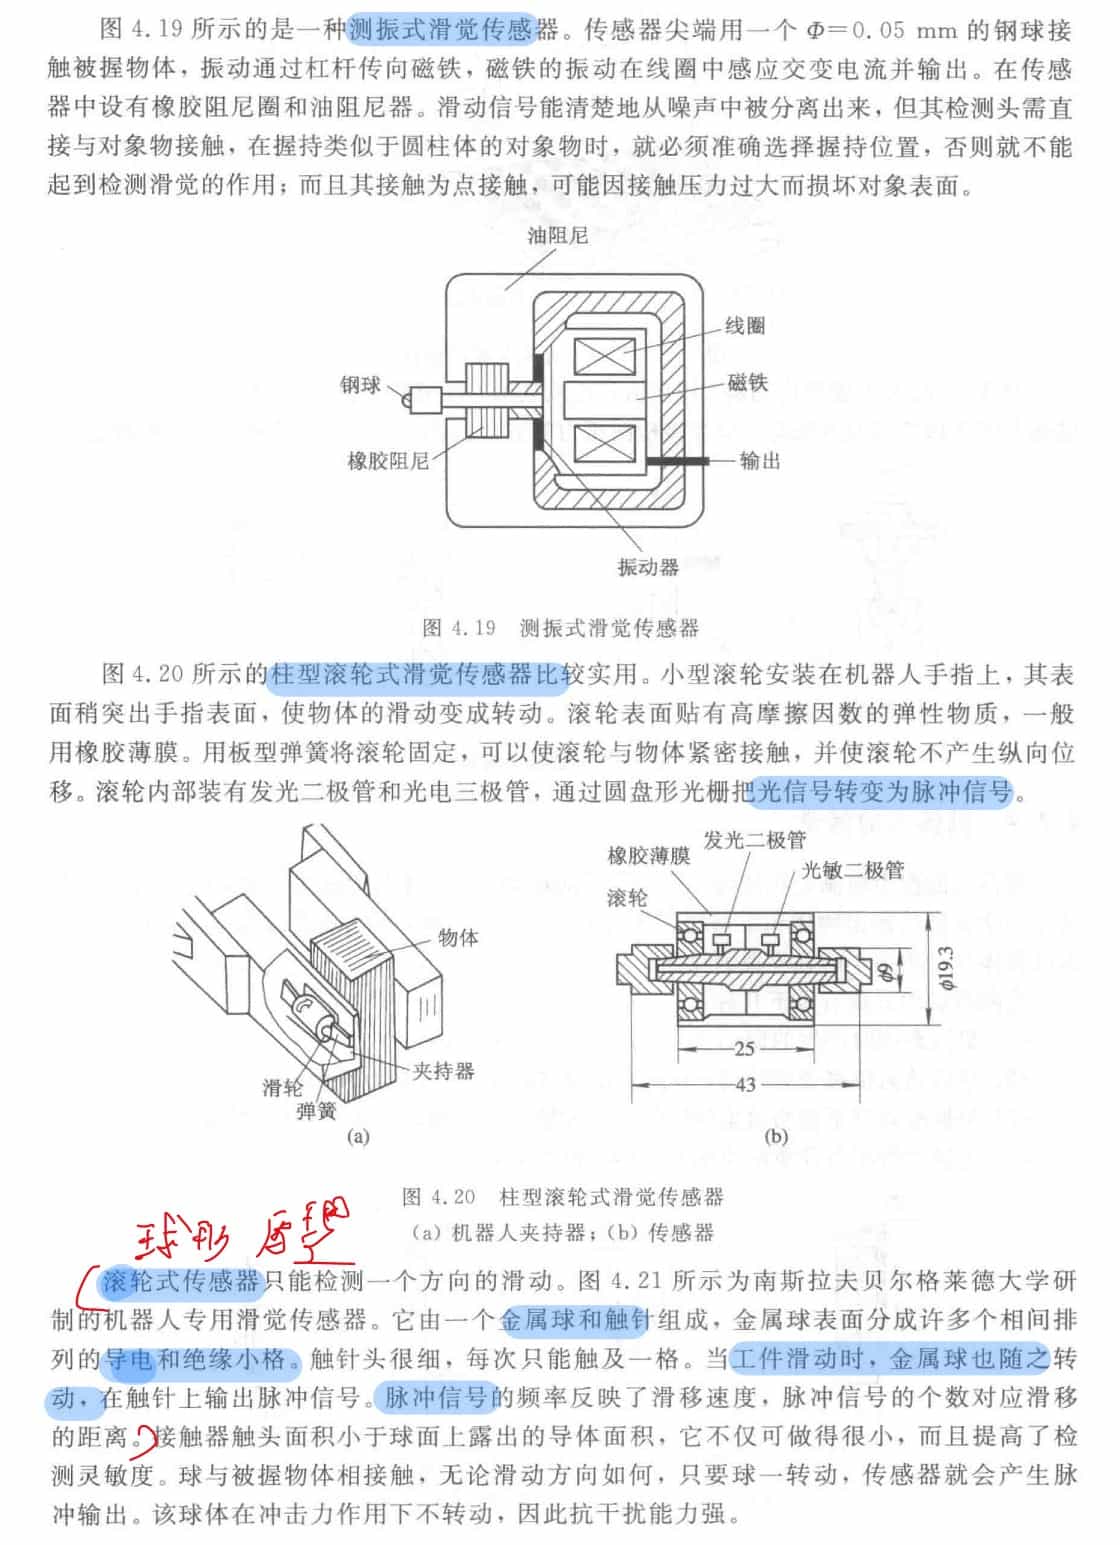 图 4.19 所示的是一种测振式滑觉传感器。传感器尖端用一个 Φ=0.05 mm 的钢球接
触被握物体，振动通过杠杆传向磁铁，磁铁的振动在线圈中感应交变电流并输出。在传感
器中设有橡胶阻尼圈和油阻尼器。滑动信号能清楚地从噪声中被分离出来，但其检测头需直
接与对象物接触，在握持类似于圆柱体的对象物时，就必须准确选择握持位置，否则就不能
起到检测滑觉的作用；而且其接触为点接触，可能因接触压力过大而损坏对象表面。
油阻尼
线圈
钢球
磁铁
橡胶阻尼
输出
振动器
图 4.19 测振式滑觉传感器
图 4.20 所示的柱型滚轮式滑觉传感器比较实用。小型滚轮安装在机器人手指上，其表
面稍突出手指表面，使物体的滑动变成转动。滚轮表面贴有高摩擦因数的弹性物质，一般
用橡胶薄膜。用板型弹簧将滚轮固定，可以使滚轮与物体紧密接触，并使滚轮不产生纵向位
移。滚轮内部装有发光二极管和光电三极管，通过圆盘形光栅把光信号转变为脉冲信号。
物体
夹持器
滑轮
弹簧
(a)
发光二极管
橡胶薄膜
光敏二极管
滚轮
ϕ9
ϕ19.3
25
43
(b)
图 4.20 柱型滚轮式滑觉传感器
(a) 机器人夹持器；(b) 传感器
球形
滚轮式传感器只能检测一个方向的滑动。图 4.21 所示为南斯拉夫贝尔格莱德大学研
制的机器人专用滑觉传感器。它由一个金属球和触针组成，金属球表面分成许多个相间排
列的导电和绝缘小格。触针头很细，每次只能触及一格。当工件滑动时，金属球也随之转
动，在触针上输出脉冲信号。脉冲信号的频率反映了滑移速度，脉冲信号的个数对应滑移
的距离。接触器触头面积小于球面上露出的导体面积，它不仅可做得很小，而且提高了检
测灵敏度。球与被握物体相接触，无论滑动方向如何，只要球一转动，传感器就会产生脉
冲输出。该球体在冲击力作用下不转动，因此抗干扰能力强。